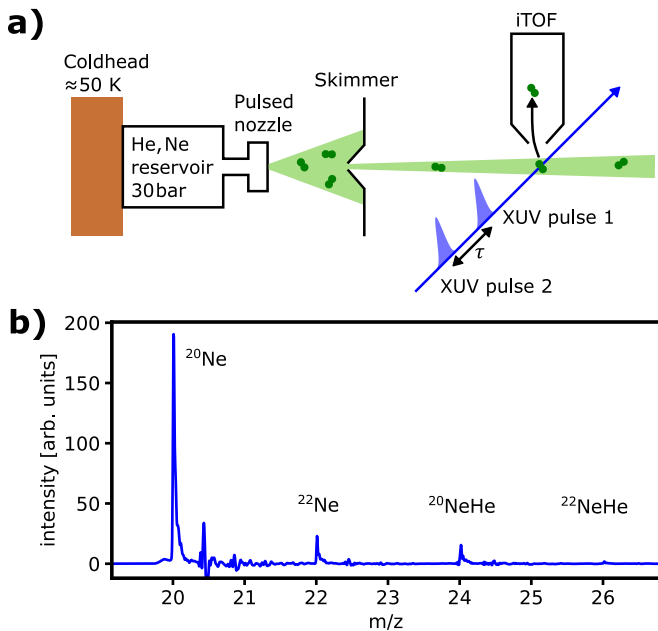 a)
iTOF
Coldhead
≈50 K
Skimmer
Pulsed
nozzle
He, Ne
reservoir
30bar
XUV pulse 1
τ
XUV pulse 2
b)
200
150
100
50
0
intensity [arb. units]
²⁰Ne
²²Ne
²⁰NeHe
²²NeHe
20 21 22 23 24 25 26
m/z